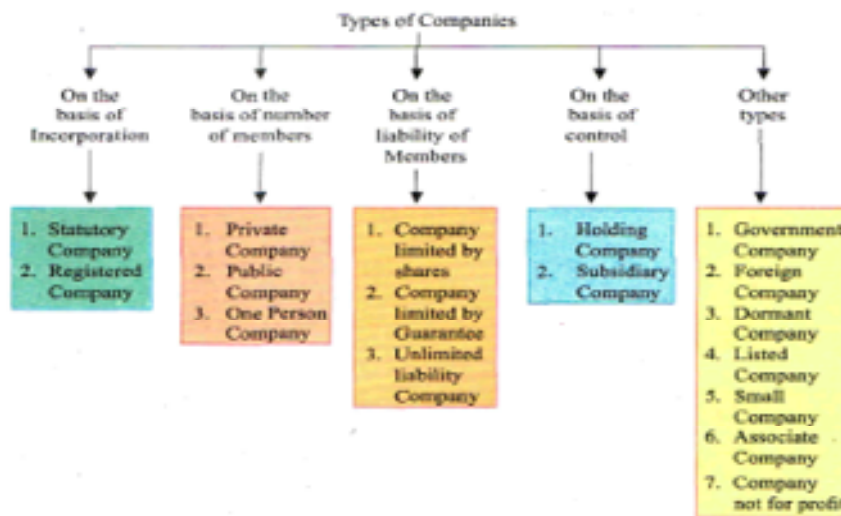 Types of Companies
On the
basis of
Incorporation
On the
basis of number
of members
On the
basis of
liability of
Members
On the
basis of
control
Other
types
1. Statutory
Company
2. Registered
Company
1. Private
Company
2. Public
Company
3. One Person
Company
1. Company
limited by
shares
2. Company
limited by
Guarantee
3. Unlimited
liability
Company
1. Holding
Company
2. Subsidiary
Company
1. Government
Company
2. Foreign
Company
3. Dormant
Company
4. Listed
Company
5. Small
Company
6. Associate
Company
7. Company
not for profit